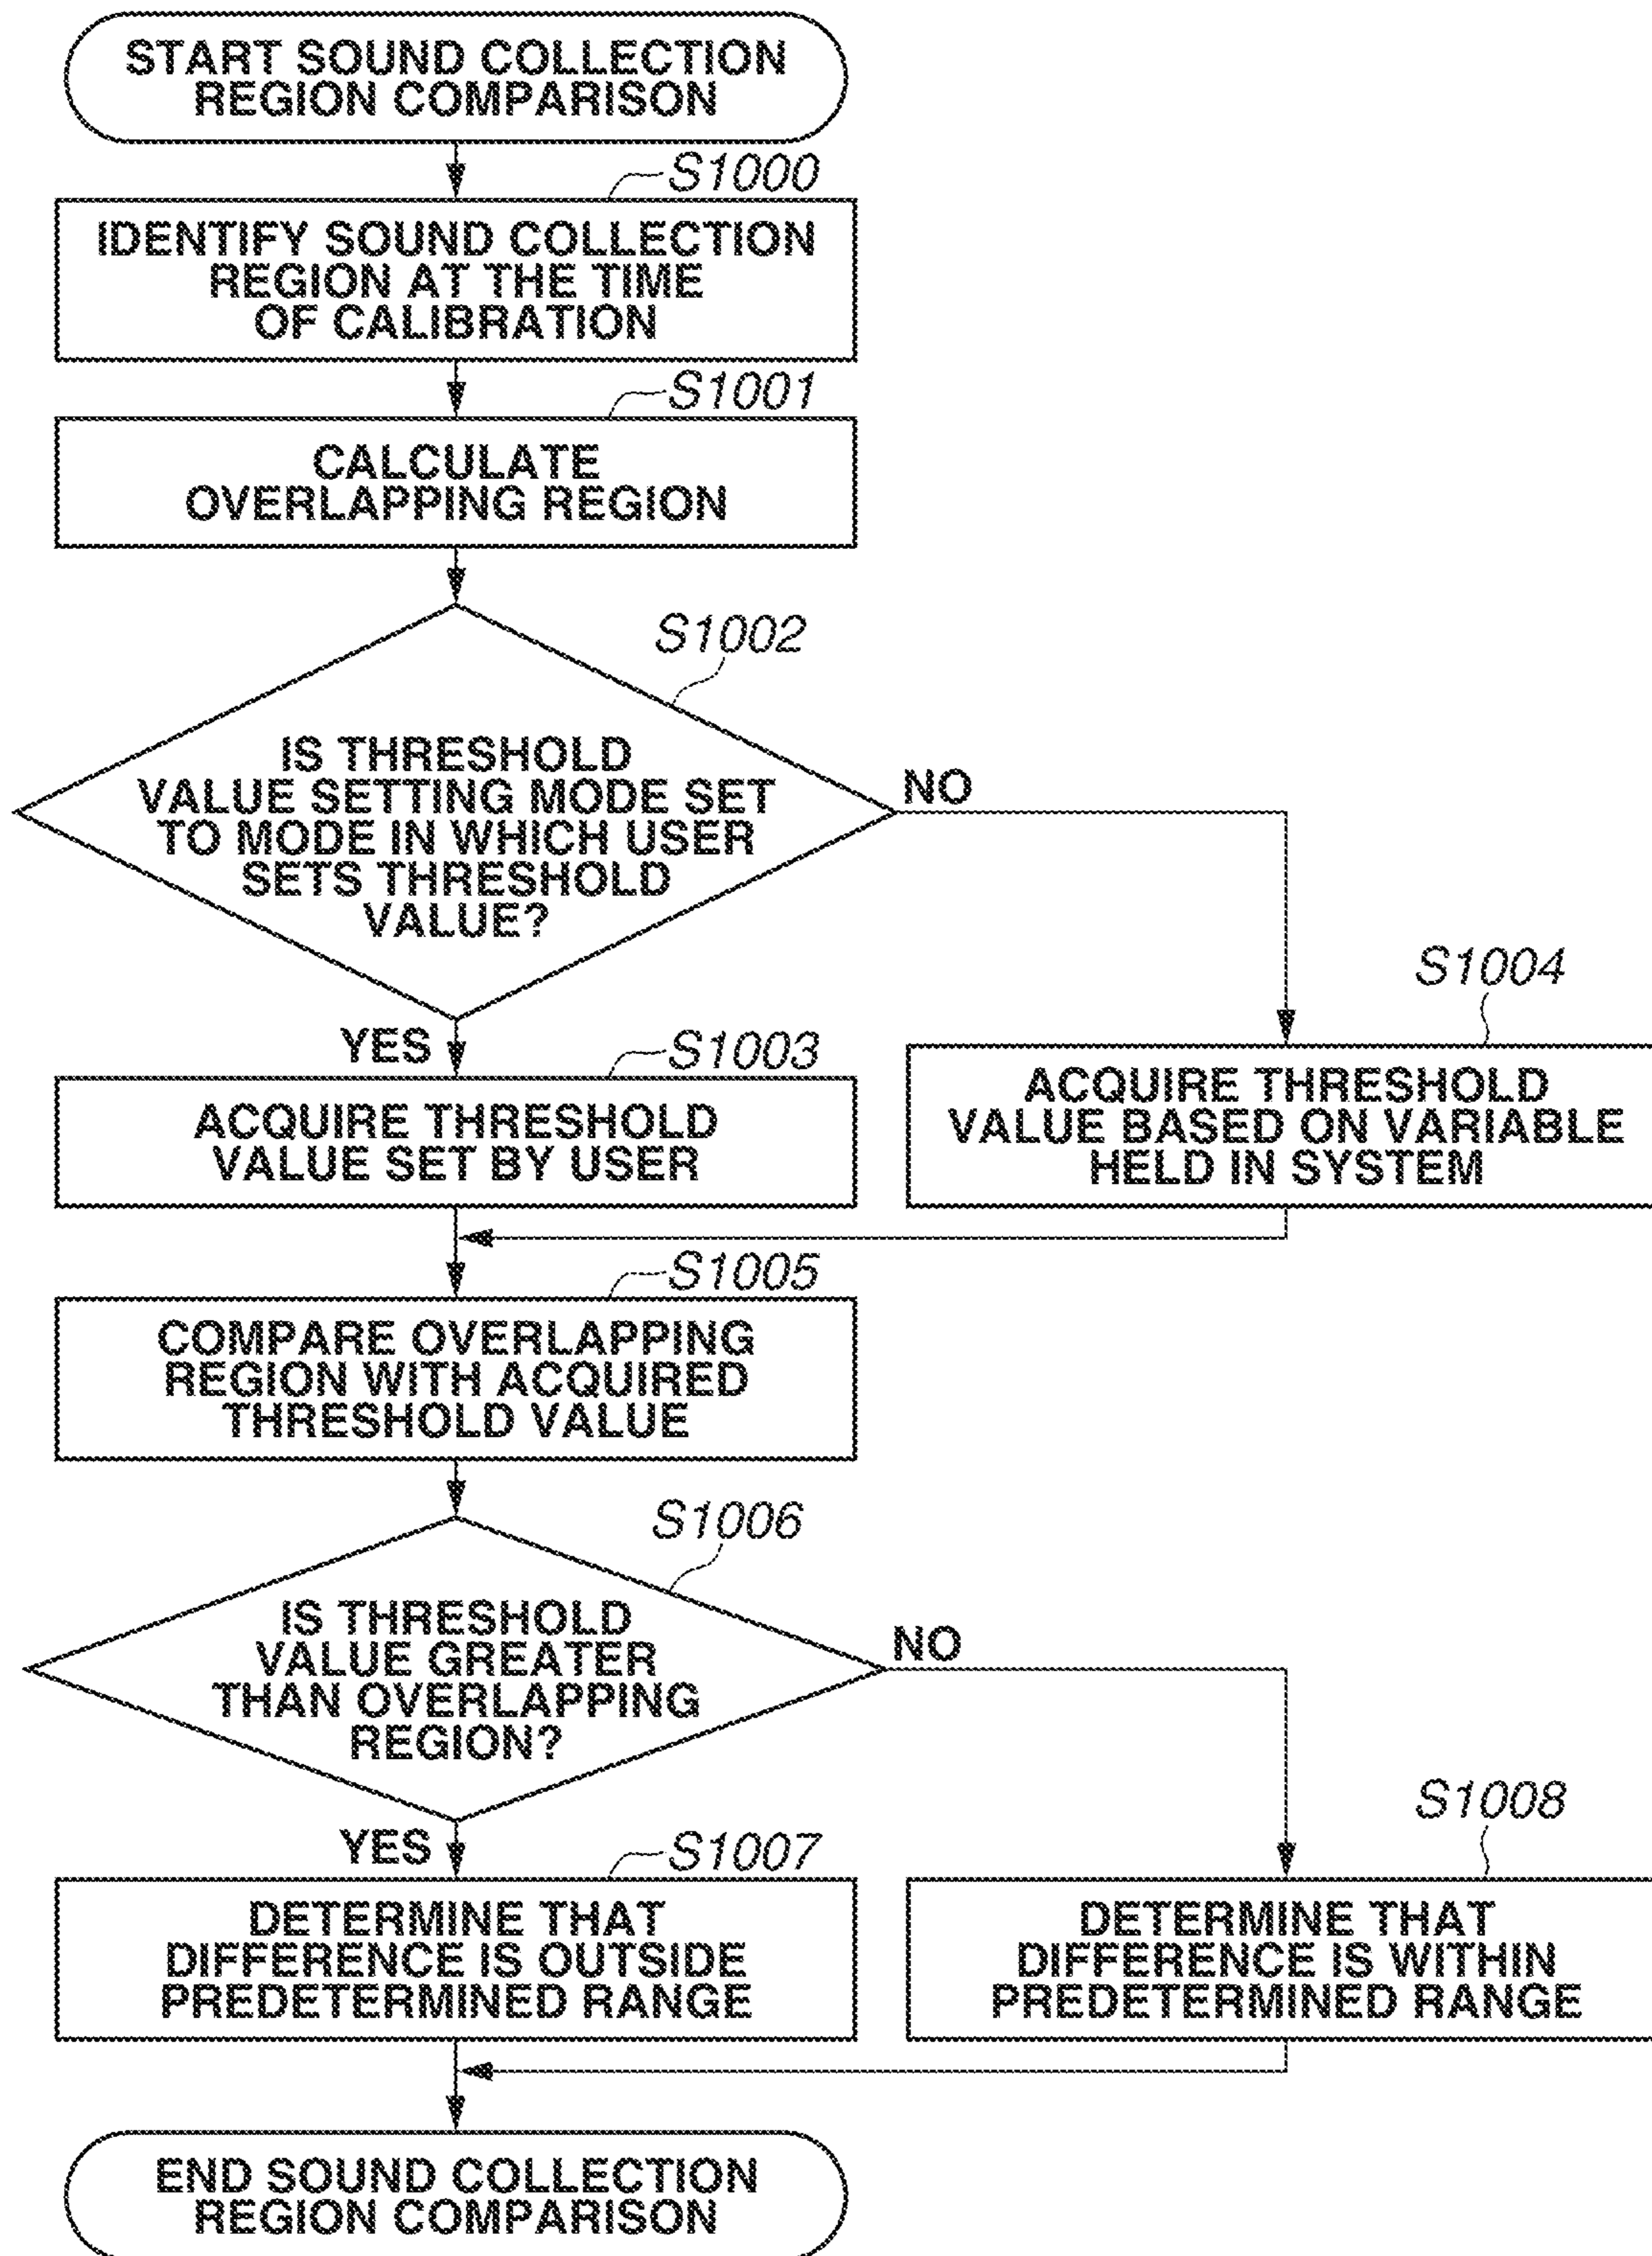 START SOUND COLLECTION
REGION COMPARISON
S1000
IDENTIFY SOUND COLLECTION
REGION AT THE TIME
OF CALIBRATION
S1001
CALCULATE
OVERLAPPING REGION
S1002
IS THRESHOLD
VALUE SETTING MODE SET
TO MODE IN WHICH USER
SETS THRESHOLD
VALUE?
NO
YES
S1003
ACQUIRE THRESHOLD
VALUE SET BY USER
S1004
ACQUIRE THRESHOLD
VALUE BASED ON VARIABLE
HELD IN SYSTEM
S1005
COMPARE OVERLAPPING
REGION WITH ACQUIRED
THRESHOLD VALUE
S1006
IS THRESHOLD
VALUE GREATER
THAN OVERLAPPING
REGION?
NO
YES
S1007
DETERMINE THAT
DIFFERENCE IS OUTSIDE
PREDETERMINED RANGE
S1008
DETERMINE THAT
DIFFERENCE IS WITHIN
PREDETERMINED RANGE
END SOUND COLLECTION
REGION COMPARISON